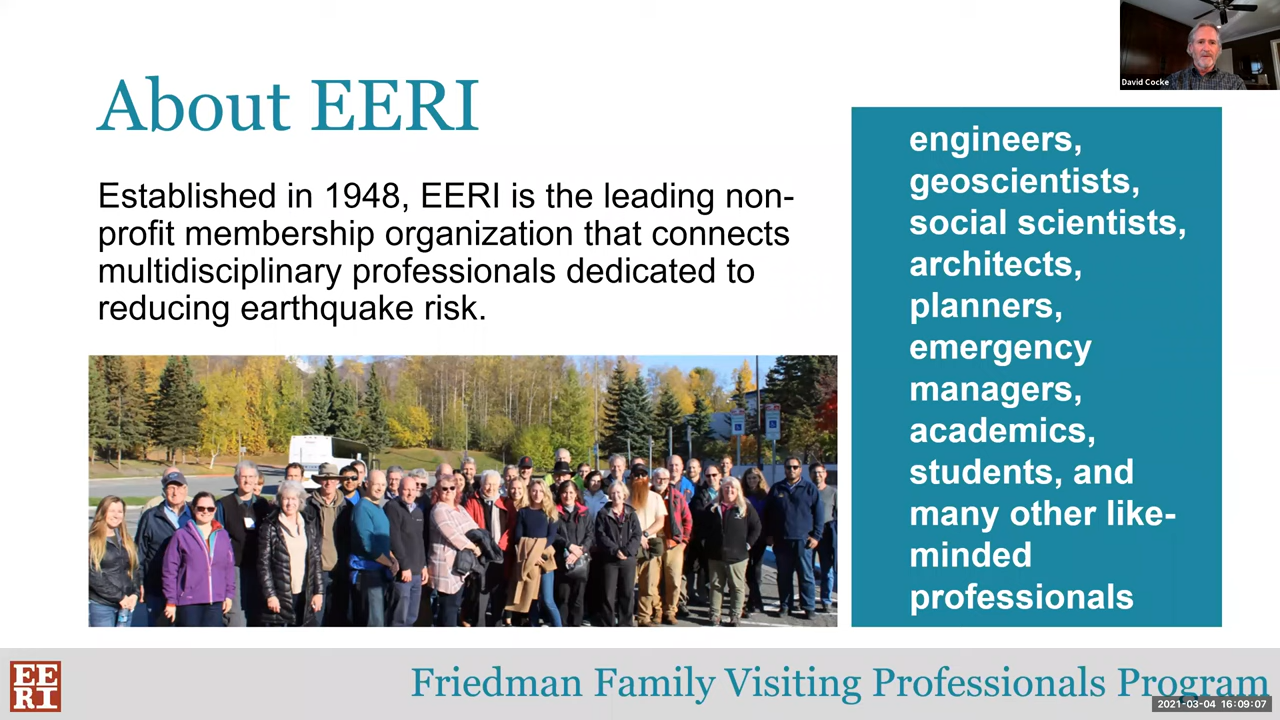 David Cocke
About EERI
Established in 1948, EERI is the leading non-
profit membership organization that connects
multidisciplinary professionals dedicated to
reducing earthquake risk.
engineers,
geoscientists,
social scientists,
architects,
planners,
emergency
managers,
academics,
students, and
many other like-
minded
professionals
EE
RI
Friedman Family Visiting Professionals Program
2021-03-04 16:09:07